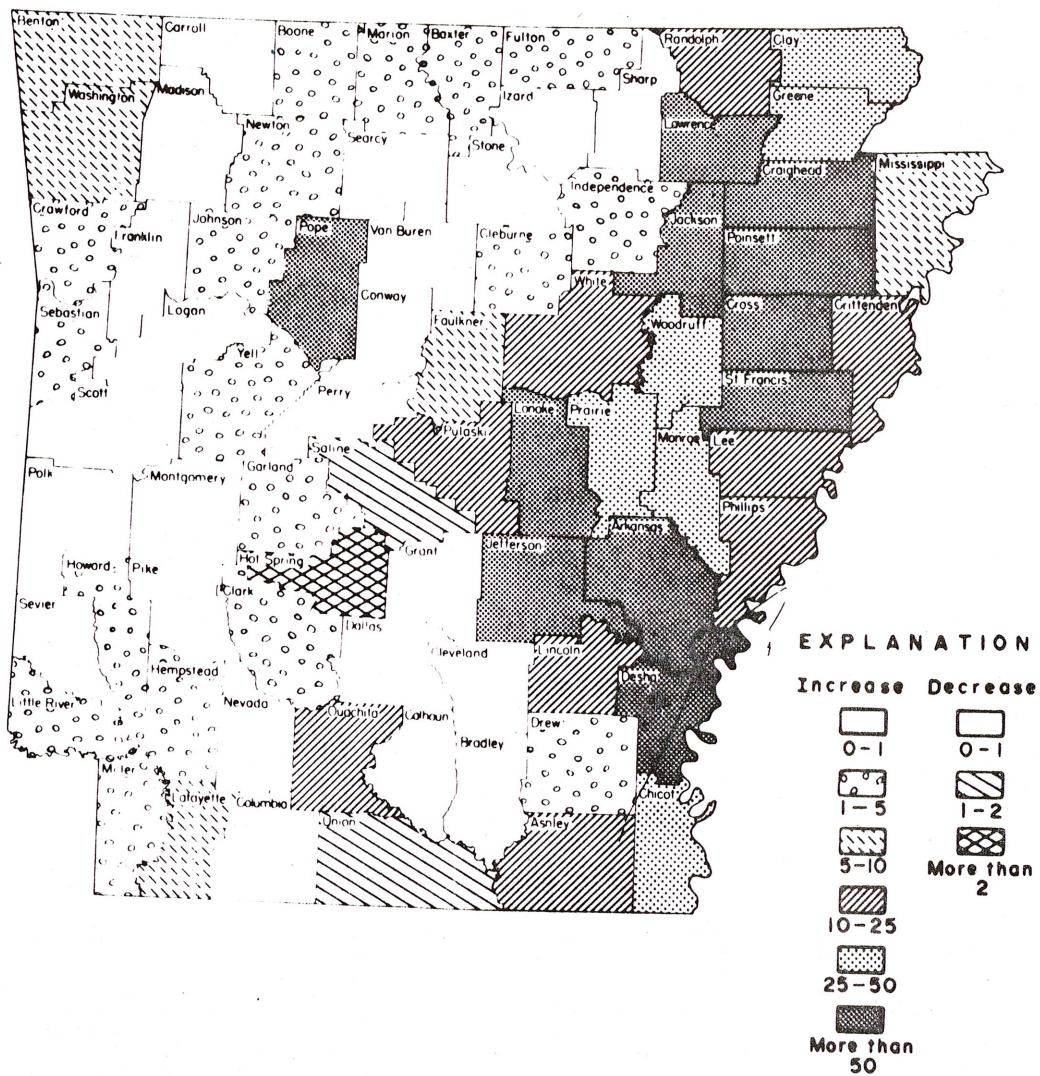 Benton
Carroll
Boone
Marion
Baxter
Fulton
Randolph
Clay
Sharp
Washington
Madison
Izard
Greene
Newton
Searcy
Stone
Lawrence
Craighead
Mississippi
Independence
Crawford
Franklin
Johnson
Pope
Van Buren
Cleburne
Jackson
Poinsett
White
Sebastian
Logan
Conway
Faulkner
Woodruff
Cross
Crittenden
Yell
Scott
Perry
St Francis
Lonoke
Prairie
Pulaski
Monroe
Lee
Saline
Polk
Montgomery
Garland
Phillips
Arkansas
Howard
Pike
Hot Spring
Grant
Jefferson
Sevier
Clark
Dallas
Cleveland
Lincoln
Hempstead
Desha
Little River
Nevada
Ouachita
Calhoun
Drew
Bradley
Miller
Lafayette
Columbia
Union
Ashley
Chicot
EXPLANATION
Increase Decrease
0-1 0-1
1-5 1-2
5-10 More than
2
10-25
25-50
More than
50